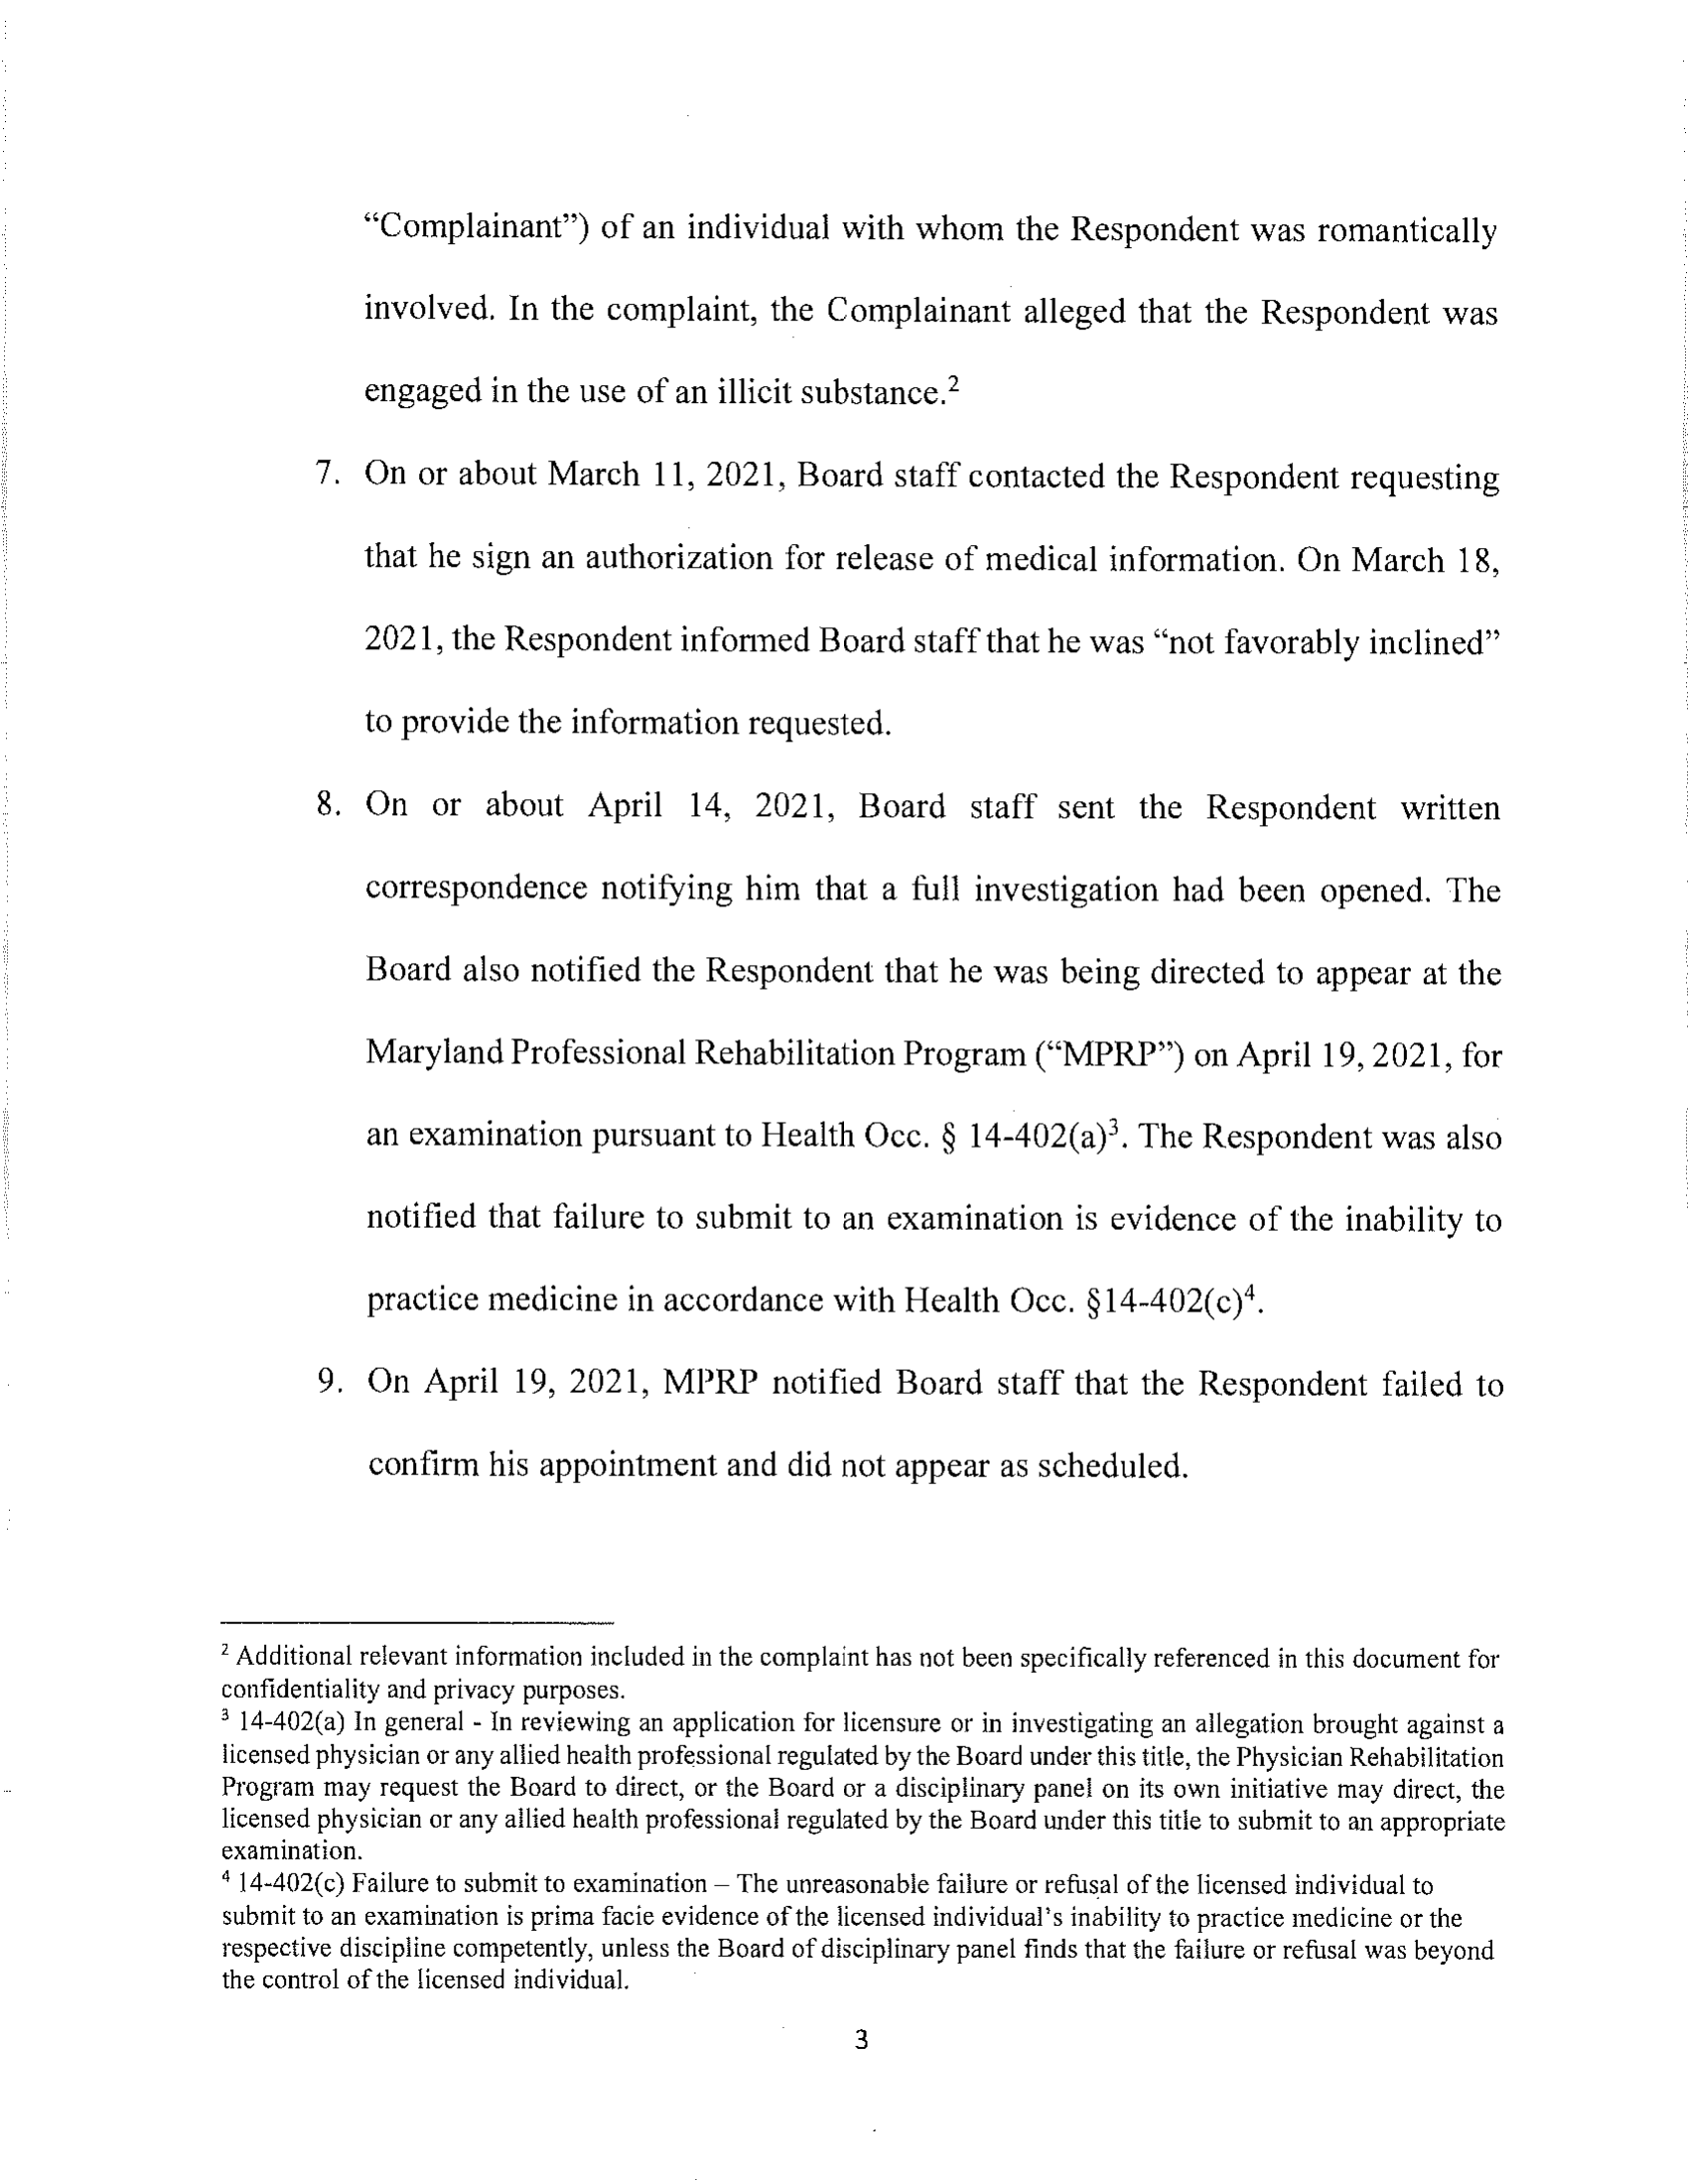 “Complainant”) of an individual with whom the Respondent was romantically
involved. In the complaint, the Complainant alleged that the Respondent was
engaged in the use of an illicit substance.²
7. On or about March 11, 2021, Board staff contacted the Respondent requesting
that he sign an authorization for release of medical information. On March 18,
2021, the Respondent informed Board staff that he was “not favorably inclined”
to provide the information requested.
8. On or about April 14, 2021, Board staff sent the Respondent written
correspondence notifying him that a full investigation had been opened. The
Board also notified the Respondent that he was being directed to appear at the
Maryland Professional Rehabilitation Program (“MPRP”) on April 19, 2021, for
an examination pursuant to Health Occ. § 14-402(a)³. The Respondent was also
notified that failure to submit to an examination is evidence of the inability to
practice medicine in accordance with Health Occ. §14-402(c)⁴.
9. On April 19, 2021, MPRP notified Board staff that the Respondent failed to
confirm his appointment and did not appear as scheduled.
² Additional relevant information included in the complaint has not been specifically referenced in this document for
confidentiality and privacy purposes.
³ 14-402(a) In general - In reviewing an application for licensure or in investigating an allegation brought against a
licensed physician or any allied health professional regulated by the Board under this title, the Physician Rehabilitation
Program may request the Board to direct, or the Board or a disciplinary panel on its own initiative may direct, the
licensed physician or any allied health professional regulated by the Board under this title to submit to an appropriate
examination.
⁴ 14-402(c) Failure to submit to examination – The unreasonable failure or refusal of the licensed individual to
submit to an examination is prima facie evidence of the licensed individual's inability to practice medicine or the
respective discipline competently, unless the Board of disciplinary panel finds that the failure or refusal was beyond
the control of the licensed individual.
3